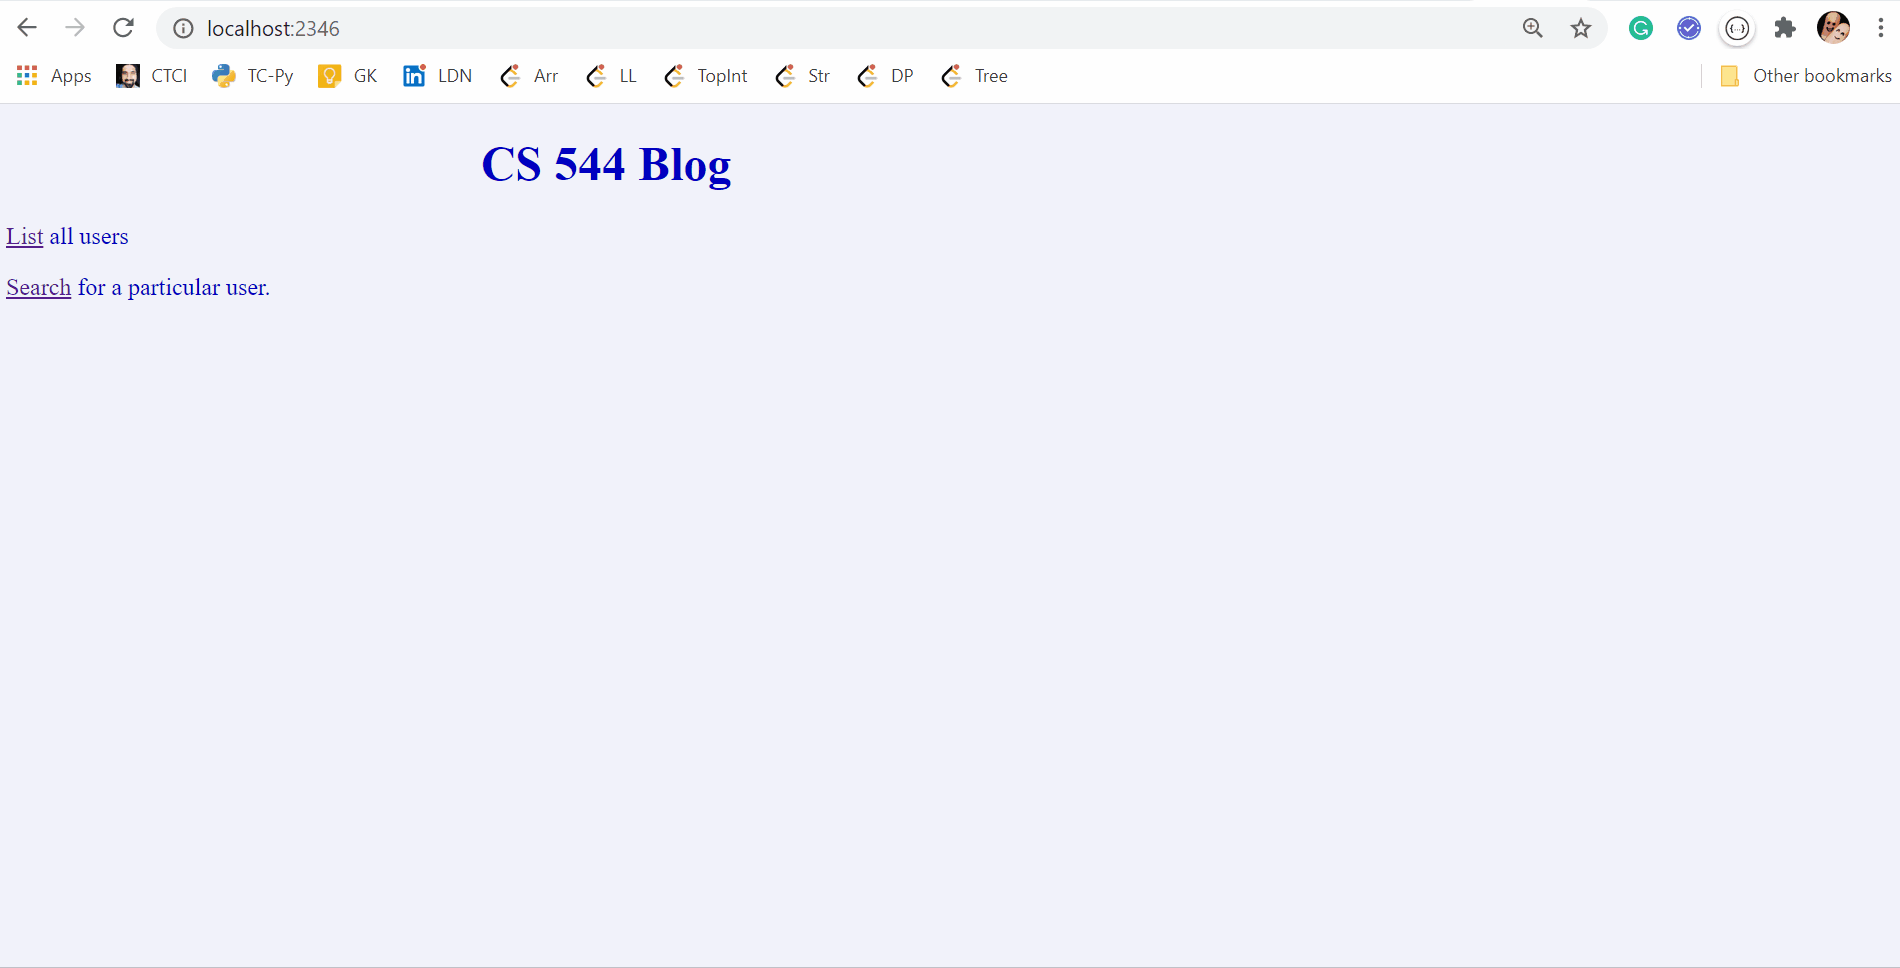 localhost:2346
Apps CTCI TC-Py GK LDN Arr LL TopInt Str DP Tree Other bookmarks
CS 544 Blog
List all users
Search for a particular user.